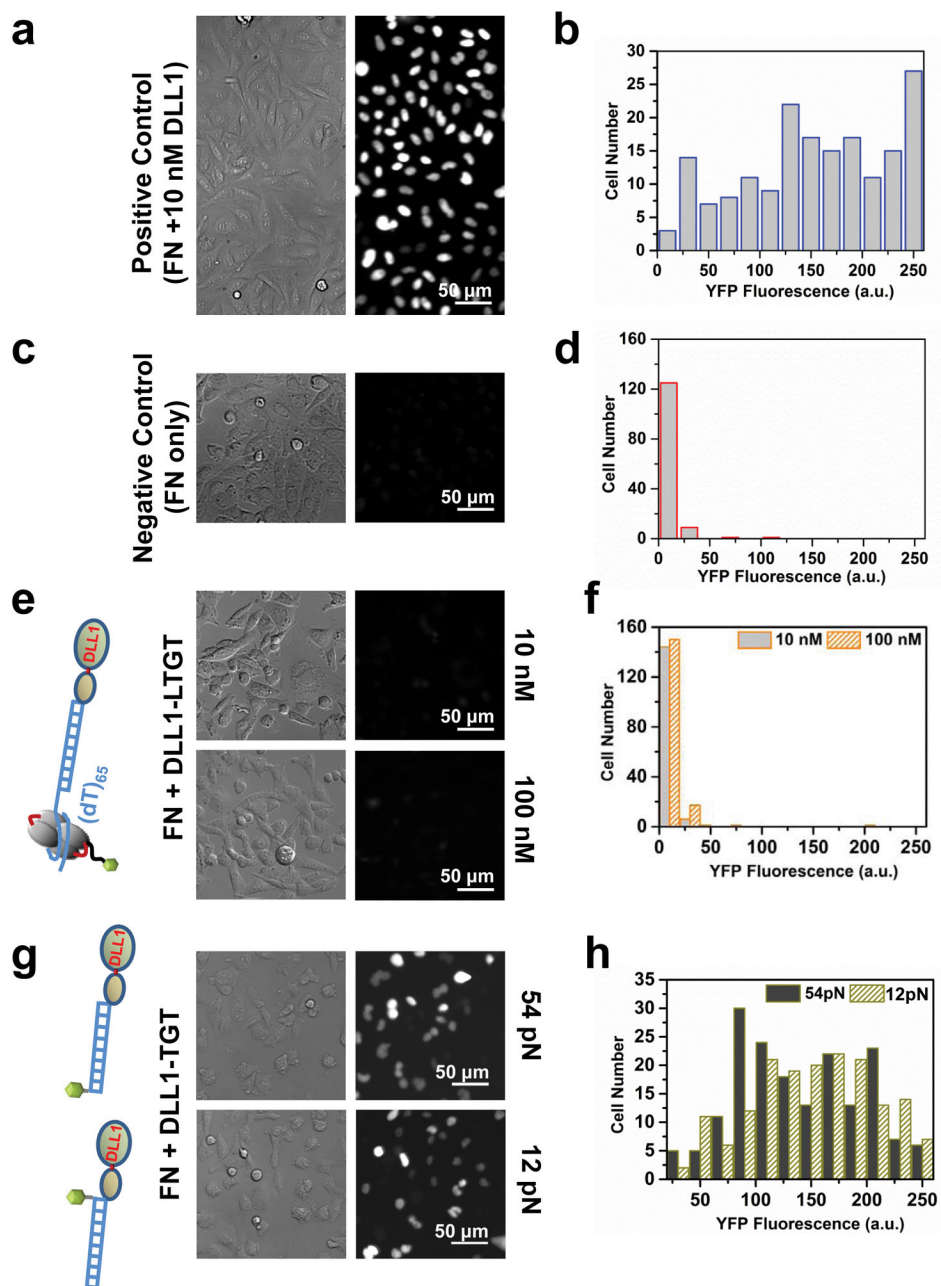 a
Positive Control
(FN +10 nM DLL1)
50 µm
b
30
25
20
15
10
5
0
Cell Number
0 50 100 150 200 250
YFP Fluorescence (a.u.)
c
Negative Control
(FN only)
50 µm
d
160
120
80
40
0
Cell Number
0 50 100 150 200 250
YFP Fluorescence (a.u.)
e
DLL1
(dT)65
FN + DLL1-LTGT
50 µm
10 nM
50 µm
100 nM
f
10 nM 100 nM
160
120
80
40
0
Cell Number
0 50 100 150 200 250
YFP Fluorescence (a.u.)
g
DLL1
DLL1
FN + DLL1-TGT
50 µm
54 pN
50 µm
12 pN
h
54pN 12pN
35
30
25
20
15
10
5
0
Cell Number
50 100 150 200 250
YFP Fluorescence (a.u.)